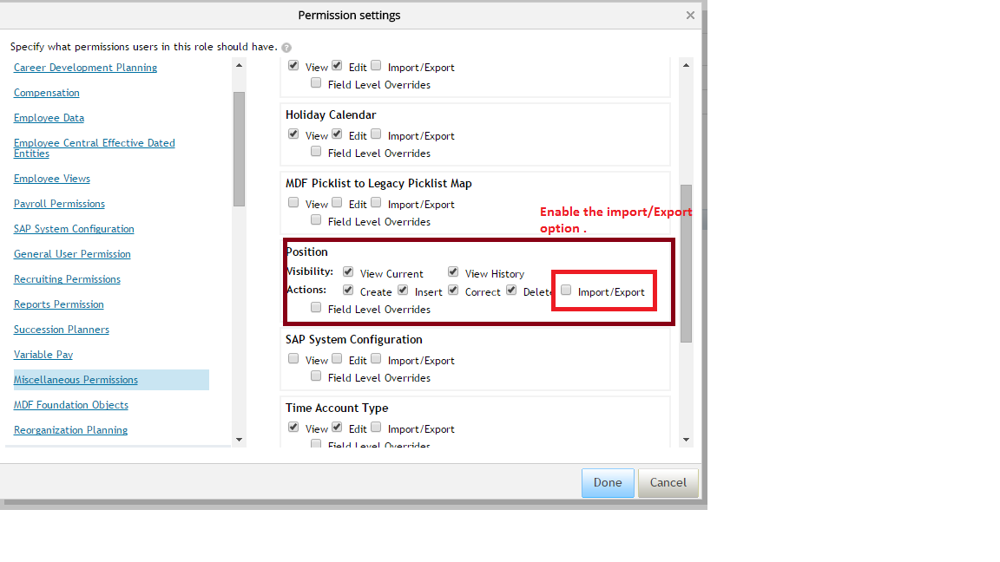 Permission settings
Specify what permissions users in this role should have.
Career Development Planning
Compensation
Employee Data
Employee Central Effective Dated
Entities
Employee Views
Payroll Permissions
SAP System Configuration
General User Permission
Recruiting Permissions
Reports Permission
Succession Planners
Variable Pay
Miscellaneous Permissions
MDF Foundation Objects
Reorganization Planning
View Edit Import/Export
Field Level Overrides
Holiday Calendar
View Edit Import/Export
Field Level Overrides
MDF Picklist to Legacy Picklist Map
View Edit Import/Export
Field Level Overrides
Enable the import/Export
option .
Position
Visibility: View Current View History
Actions: Create Insert Correct Delete Import/Export
Field Level Overrides
SAP System Configuration
View Edit Import/Export
Field Level Overrides
Time Account Type
View Edit Import/Export
Field Level Overrides
Done Cancel